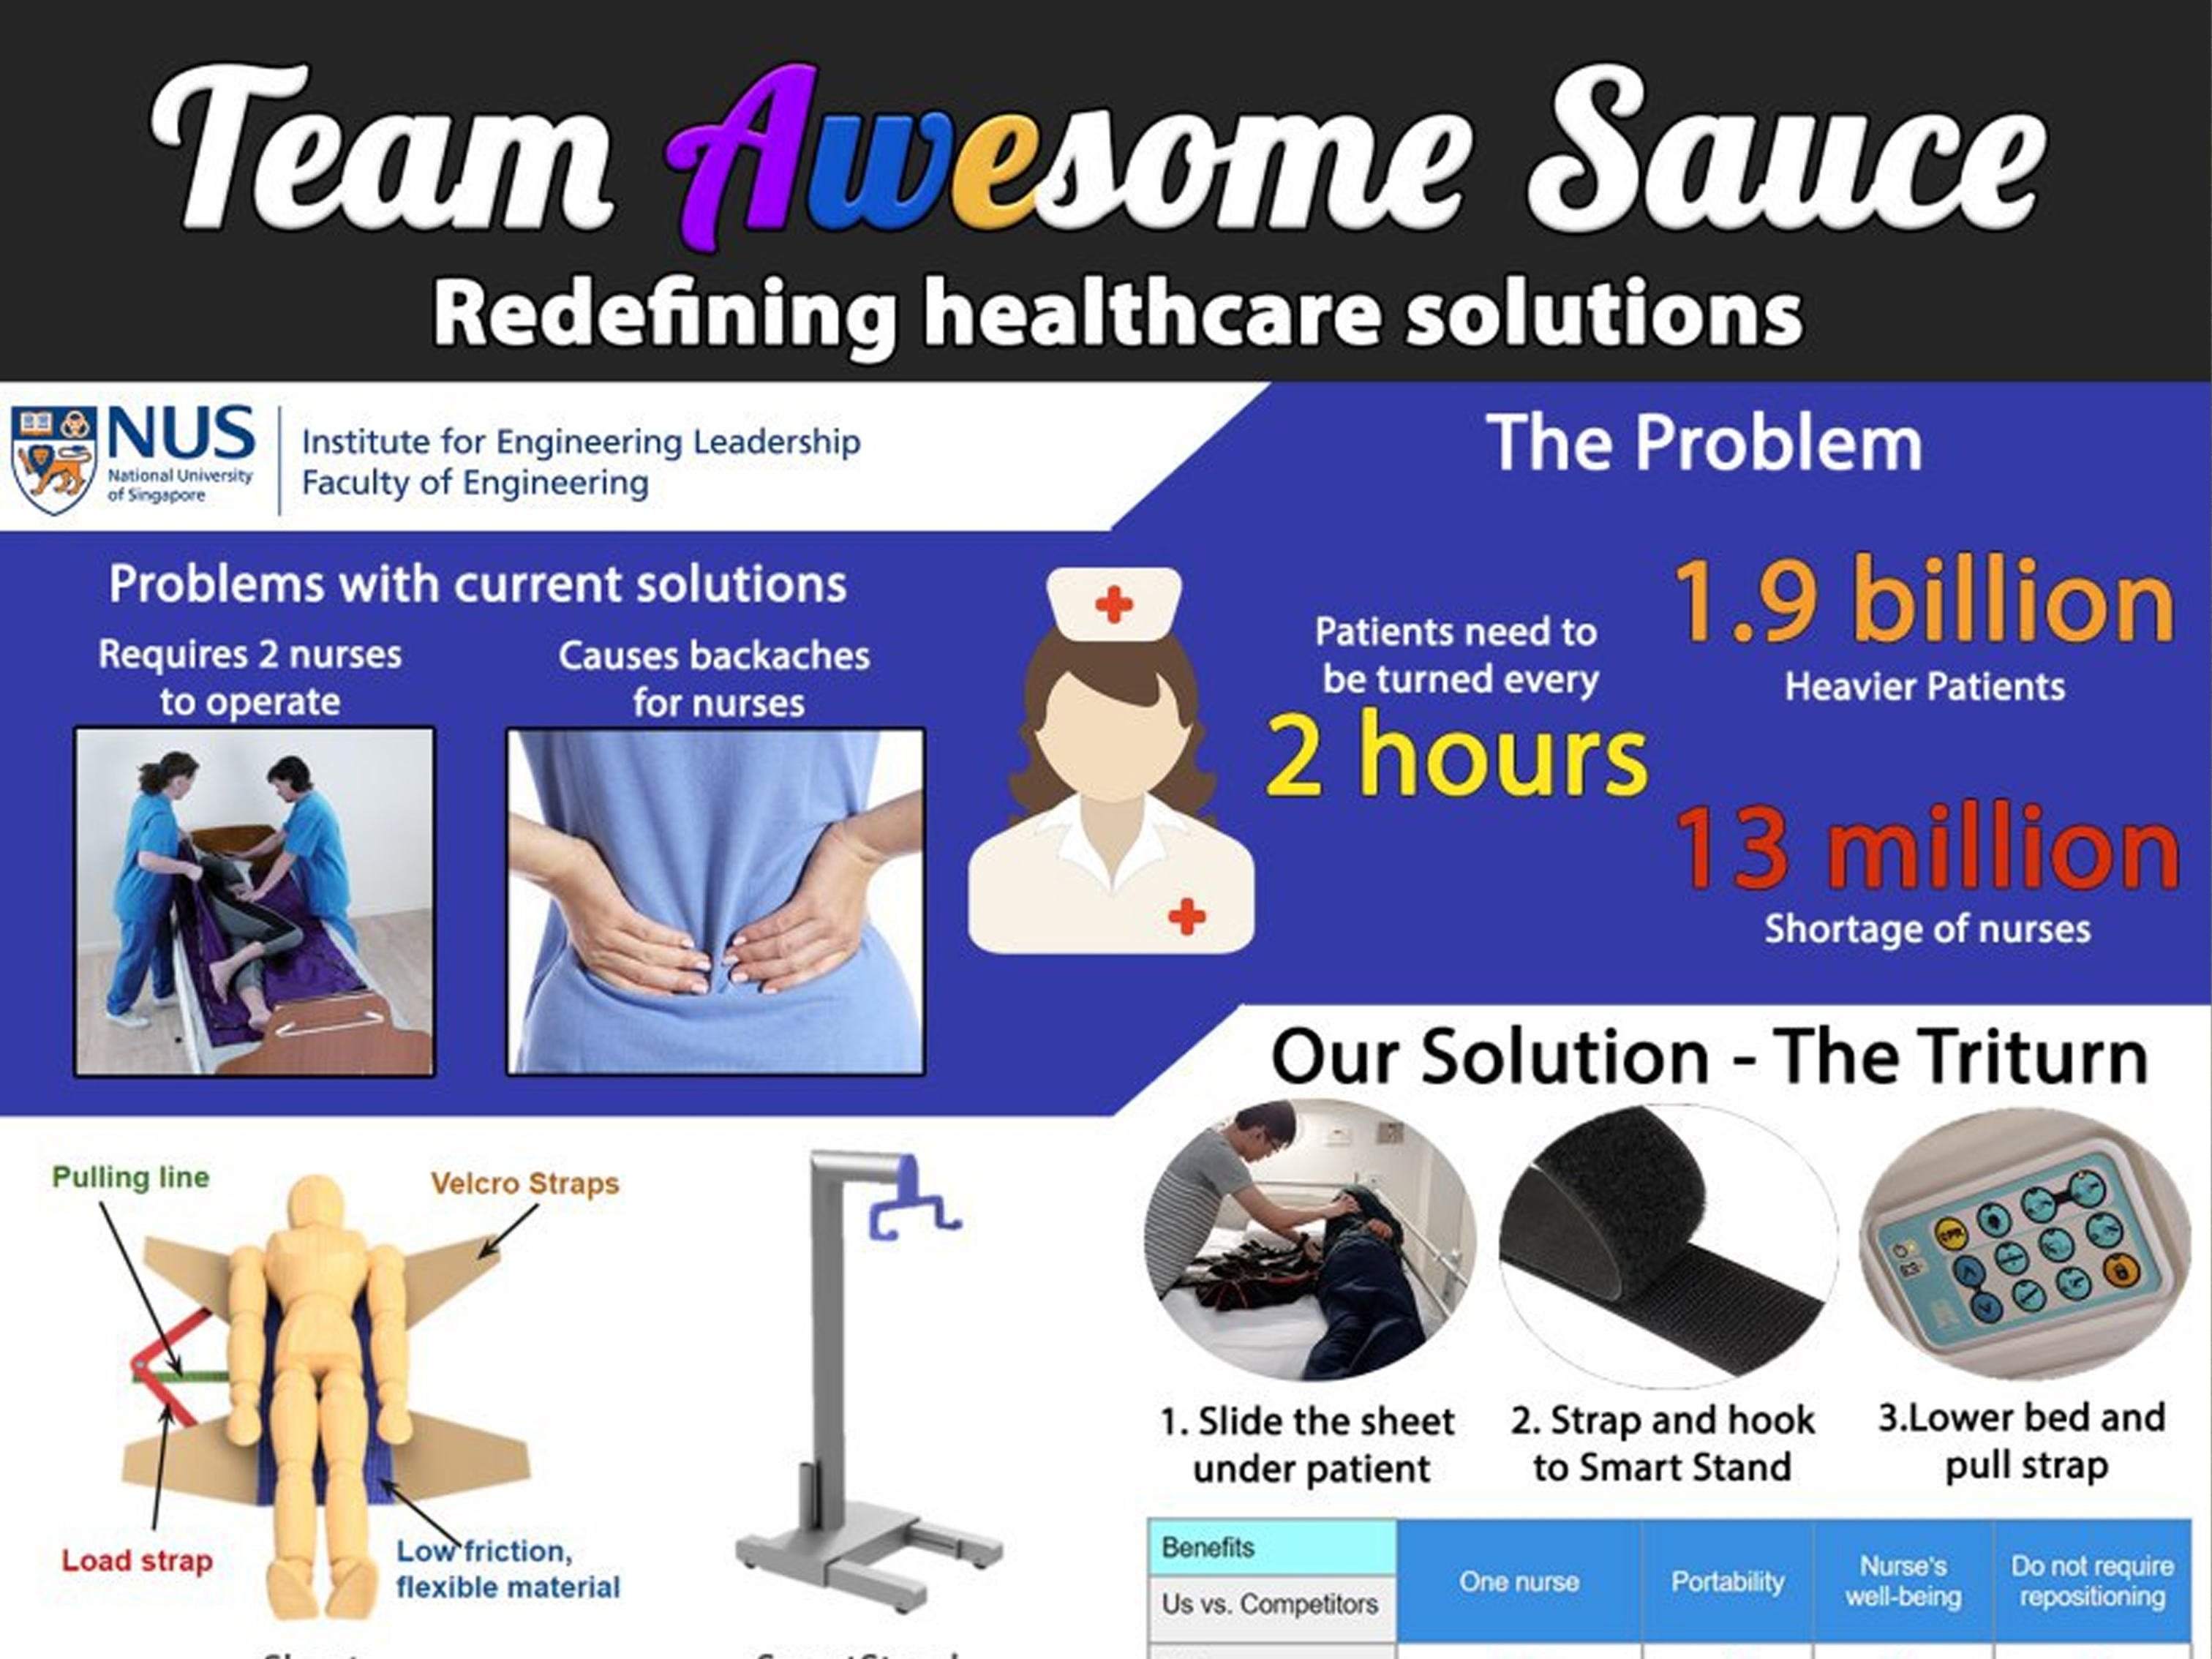 Team Awesome Sauce
Redefining healthcare solutions
NUS
National University
of Singapore
Institute for Engineering Leadership
Faculty of Engineering
The Problem
Patients need to
be turned every
2 hours
1.9 billion
Heavier Patients
13 million
Shortage of nurses
Problems with current solutions
Requires 2 nurses
to operate
Causes backaches
for nurses
Our Solution - The Triturn
1. Slide the sheet
under patient
2. Strap and hook
to Smart Stand
3.Lower bed and
pull strap
Pulling line
Velcro Straps
Load strap
Low friction,
flexible material
Benefits
Us vs. Competitors
One nurse
Portability
Nurse's
well-being
Do not require
repositioning